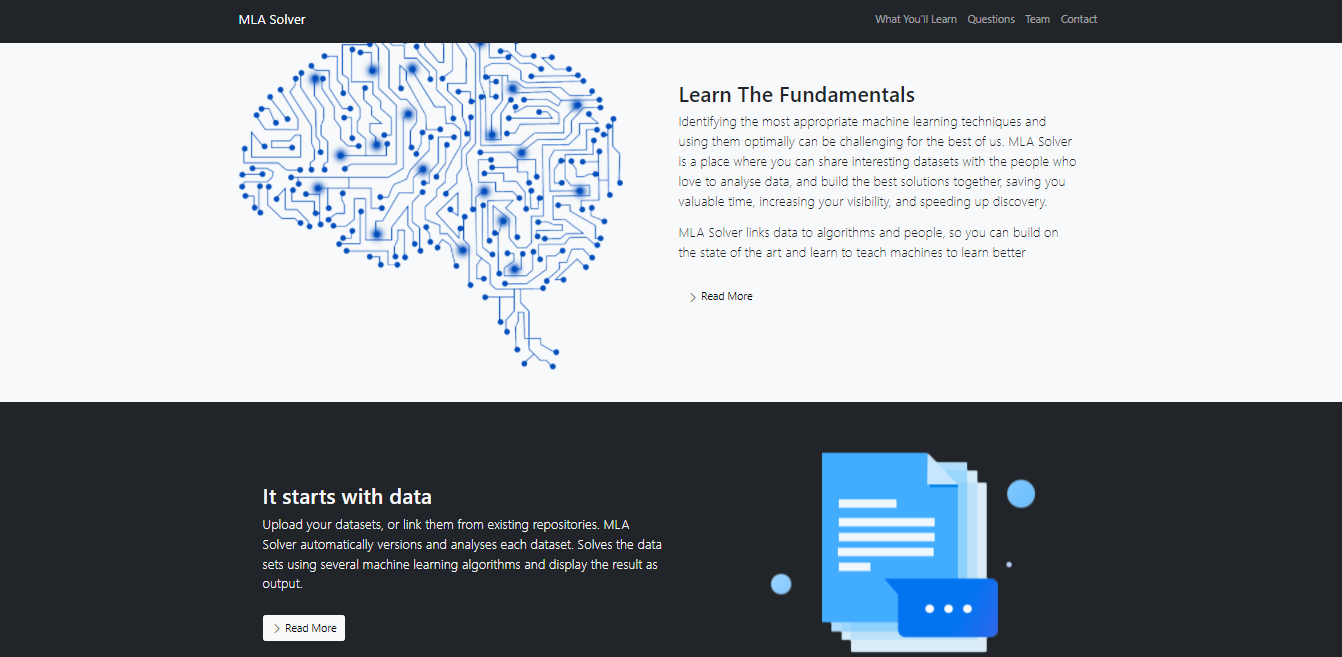 MLA Solver
What You'll Learn Questions Team Contact
Learn The Fundamentals
Identifying the most appropriate machine learning techniques and
using them optimally can be challenging for the best of us. MLA Solver
is a place where you can share interesting datasets with the people who
love to analyse data, and build the best solutions together, saving you
valuable time, increasing your visibility, and speeding up discovery.
MLA Solver links data to algorithms and people, so you can build on
the state of the art and learn to teach machines to learn better
Read More
It starts with data
Upload your datasets, or link them from existing repositories. MLA
Solver automatically versions and analyses each dataset. Solves the data
sets using several machine learning algorithms and display the result as
output.
Read More